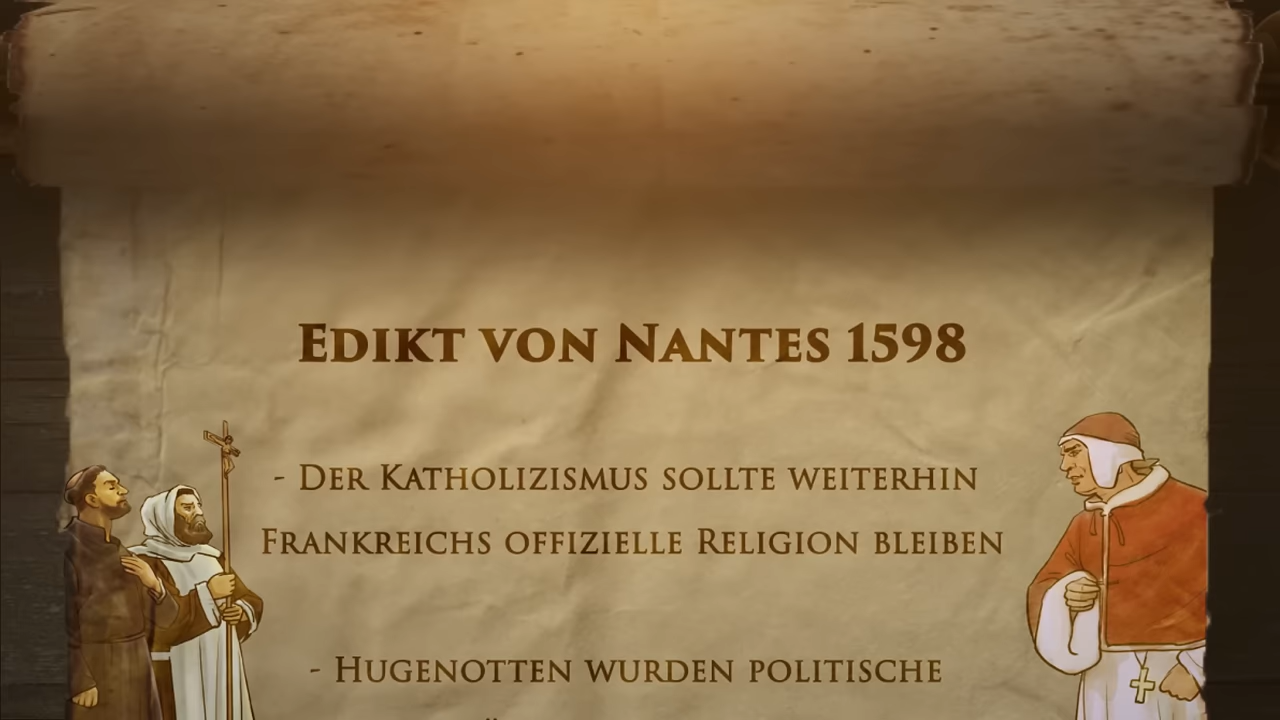 Edikt von Nantes 1598
- Der Katholizismus sollte weiterhin
Frankreichs offizielle Religion bleiben
- Hugenotten wurden politische